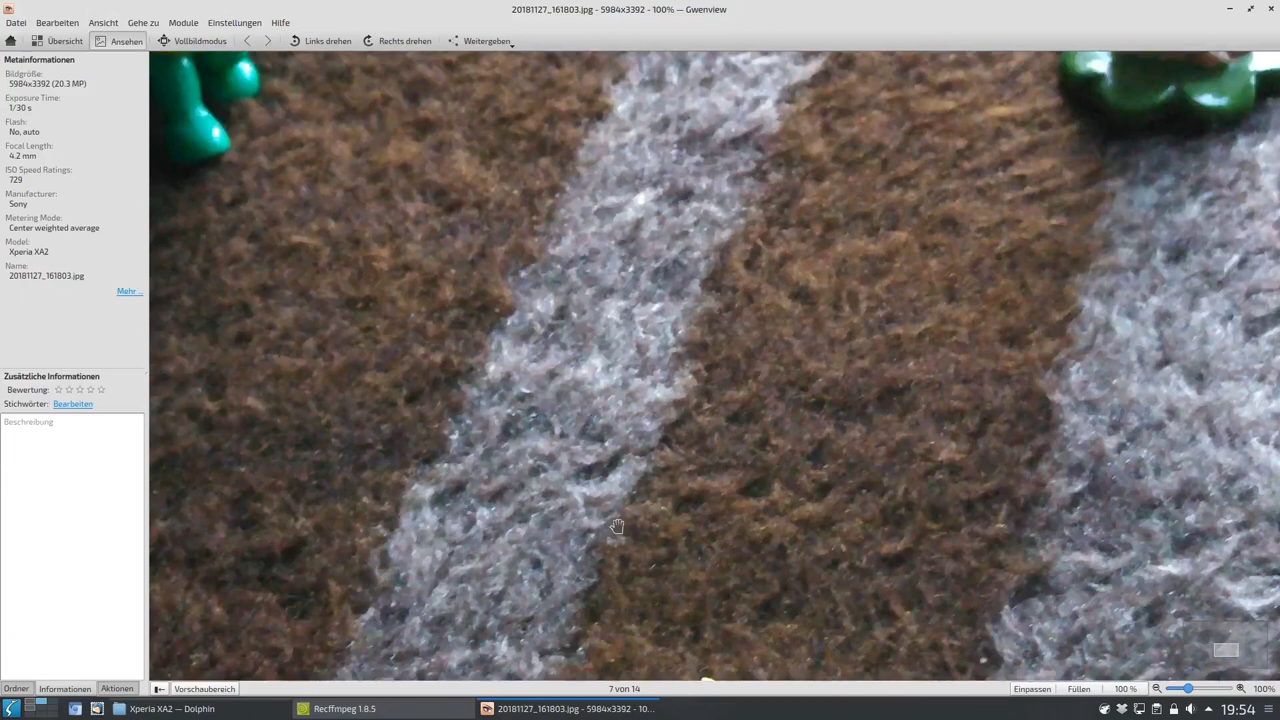 20181127_161803.jpg - 5984x3392 - 100% — Gwenview
Datei Bearbeiten Ansicht Gehe zu Module Einstellungen Hilfe
Übersicht Ansehen Vollbildmodus Links drehen Rechts drehen Weitergeben
Metainformationen
Bildgröße:
5984x3392 (20.3 MP)
Exposure Time:
1/30 s
Flash:
No, auto
Focal Length:
4.2 mm
ISO Speed Ratings:
729
Manufacturer:
Sony
Metering Mode:
Center weighted average
Model:
Xperia XA2
Name:
20181127_161803.jpg
Mehr ...
Zusätzliche Informationen
Bewertung:
Stichwörter: Bearbeiten
Beschreibung
Ordner Informationen Aktionen Vorschaubereich 7 von 14 Einpassen Füllen 100 % 100%
Xperia XA2 — Dolphin Recffmpeg 1.8.5 20181127_161803.jpg - 5984x3392 - 10... 19:54